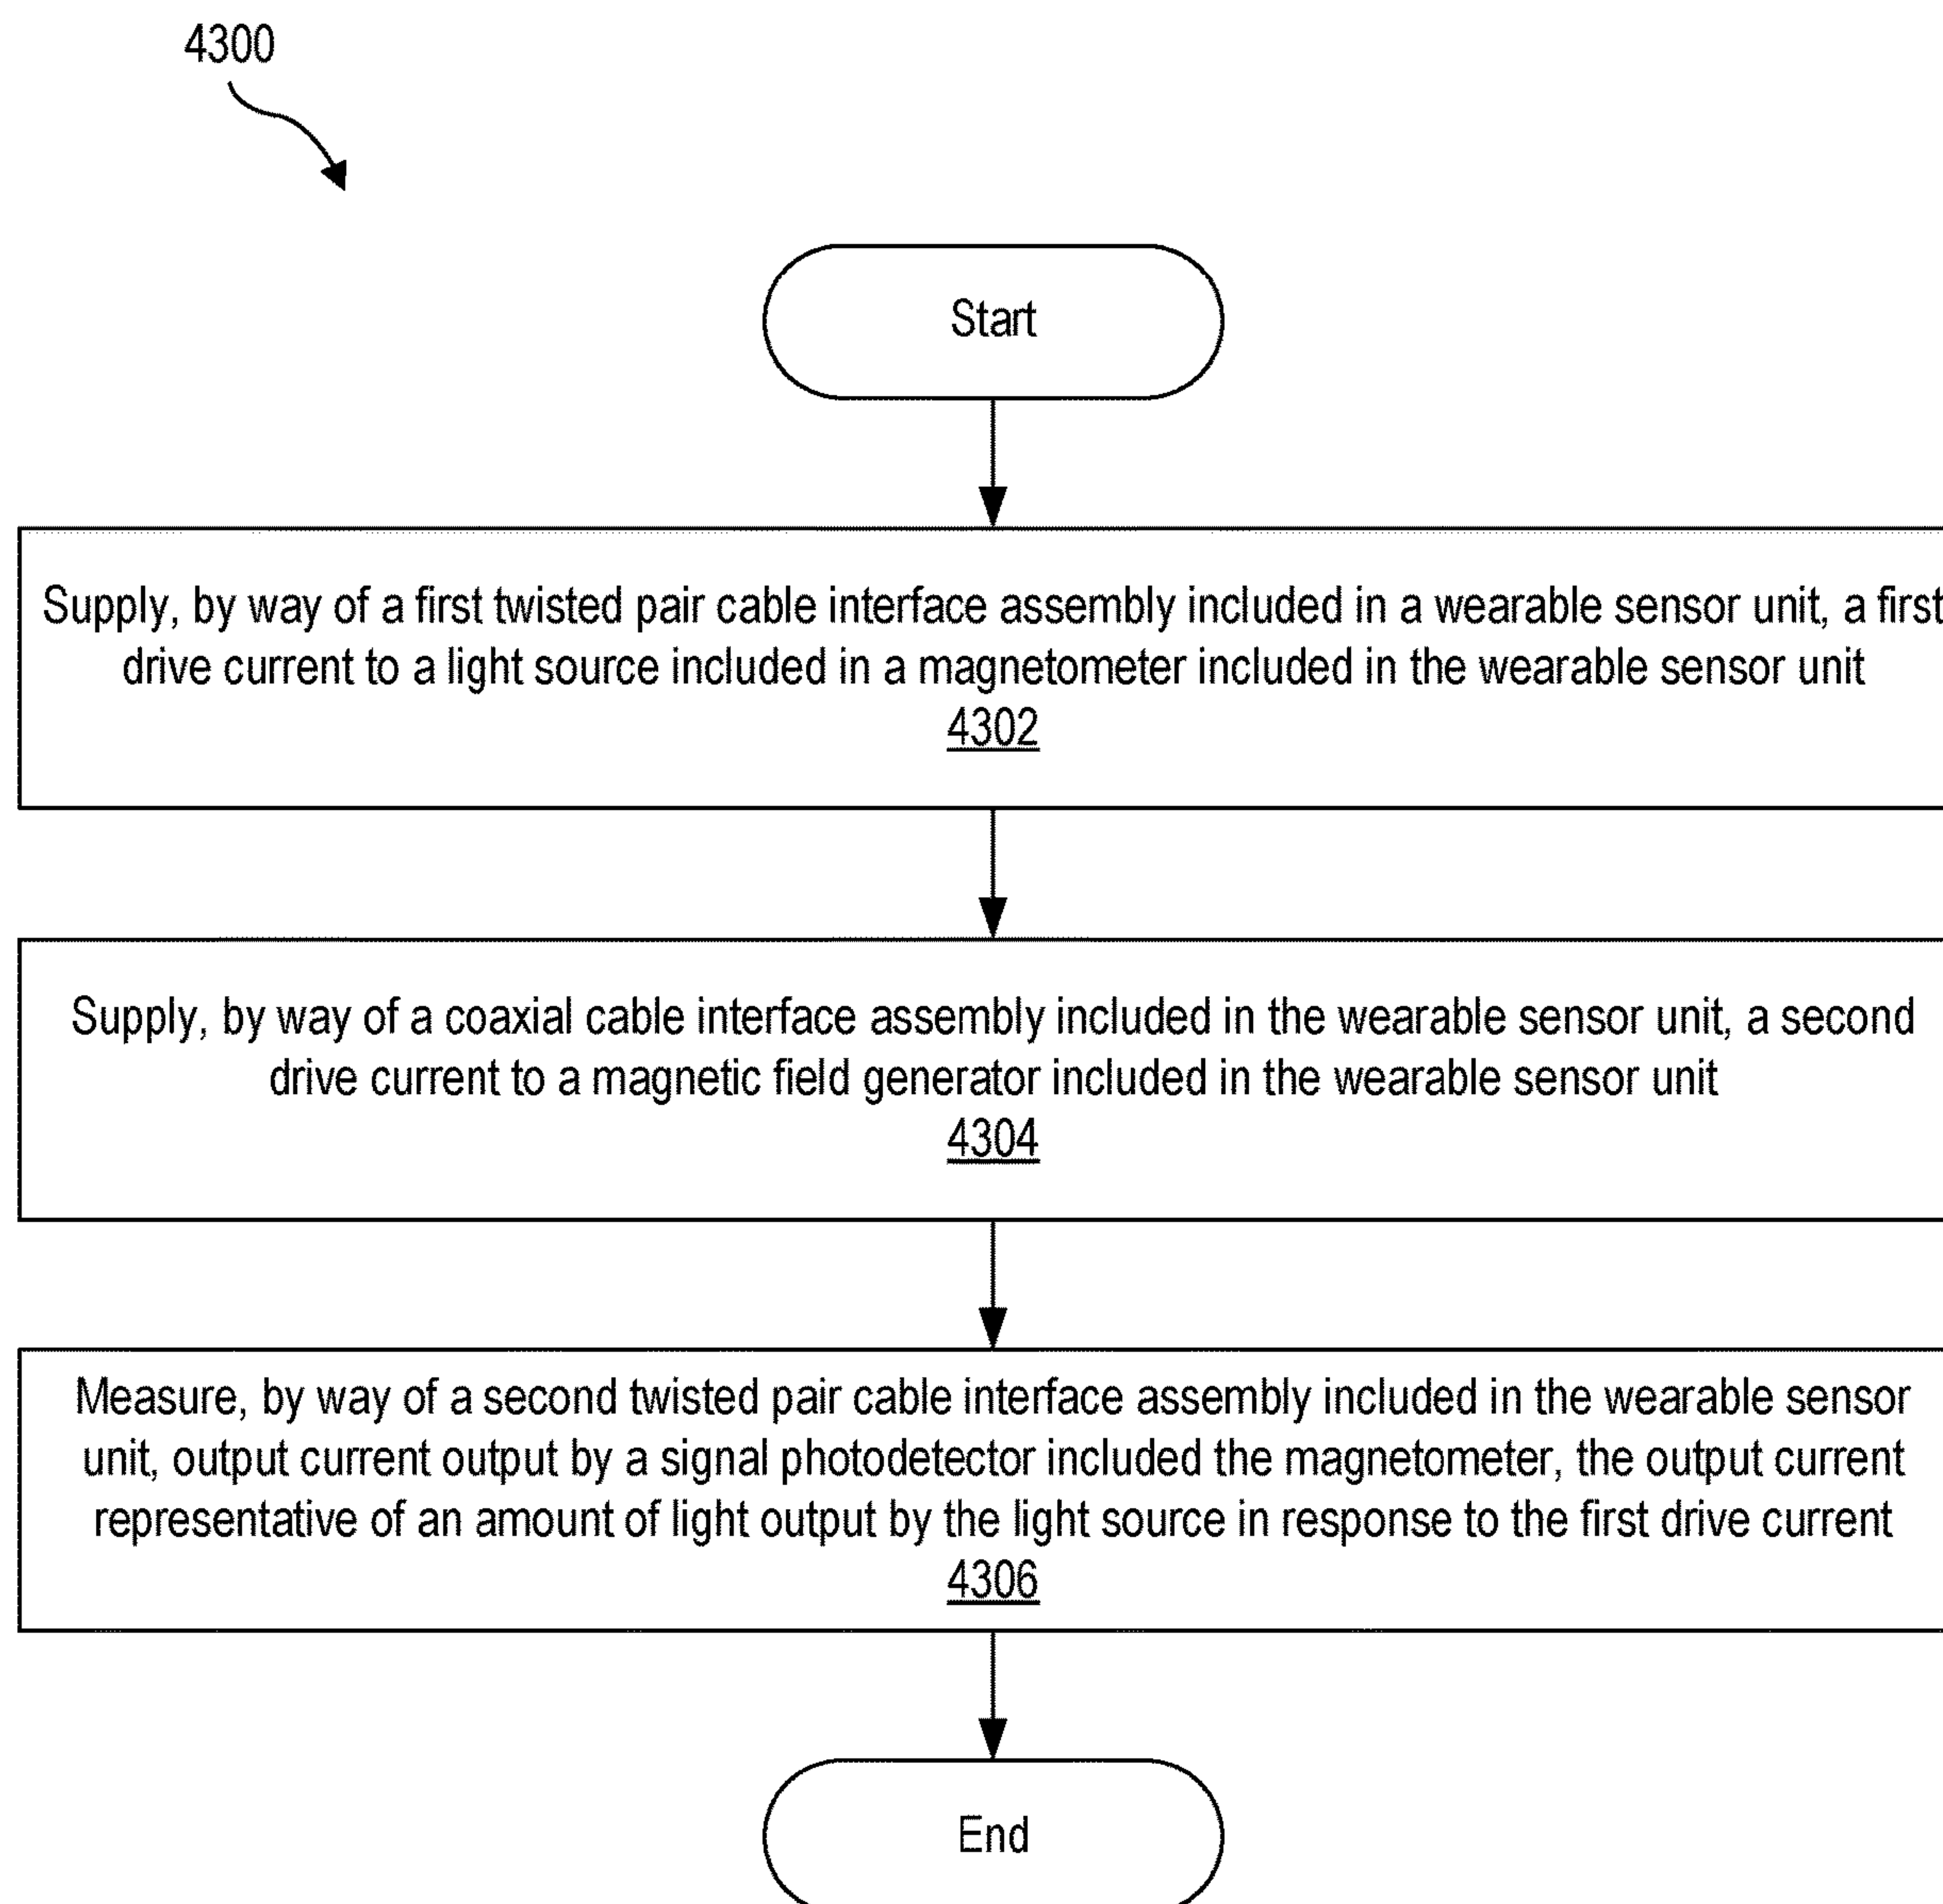 4300
Start
Supply, by way of a first twisted pair cable interface assembly included in a wearable sensor unit, a first
drive current to a light source included in a magnetometer included in the wearable sensor unit
4302
Supply, by way of a coaxial cable interface assembly included in the wearable sensor unit, a second
drive current to a magnetic field generator included in the wearable sensor unit
4304
Measure, by way of a second twisted pair cable interface assembly included in the wearable sensor
unit, output current output by a signal photodetector included the magnetometer, the output current
representative of an amount of light output by the light source in response to the first drive current
4306
End